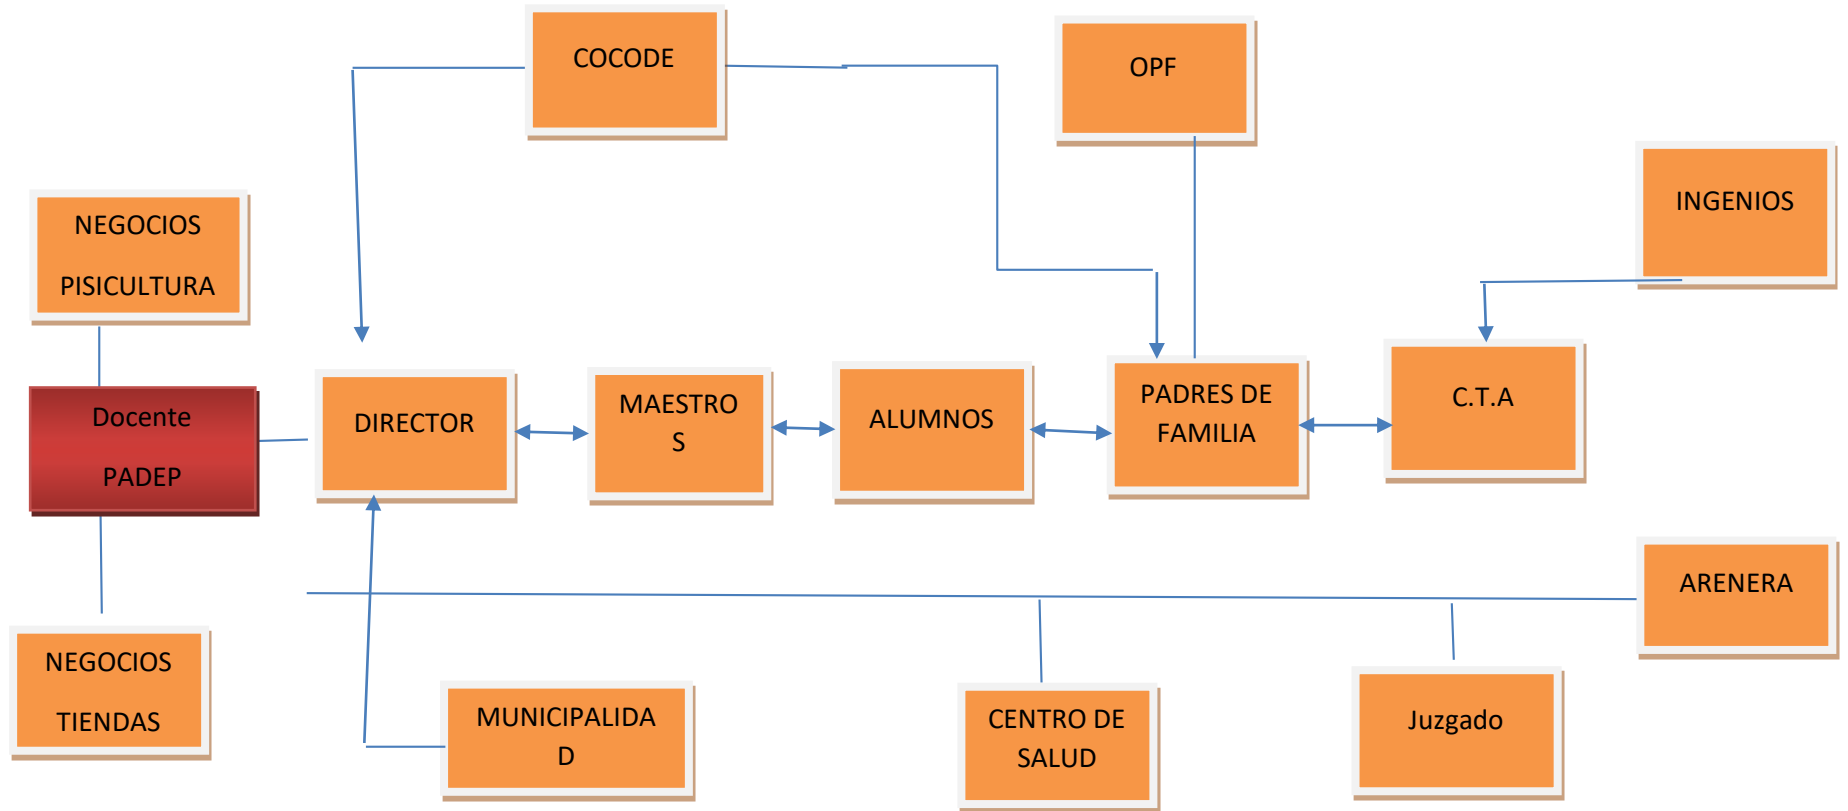 COCODE
OPF
INGENIOS
NEGOCIOS
PISICULTURA
Docente
PADEP
DIRECTOR
MAESTRO
S
ALUMNOS
PADRES DE
FAMILIA
C.T.A
ARENERA
NEGOCIOS
TIENDAS
MUNICIPALIDA
D
CENTRO DE
SALUD
Juzgado